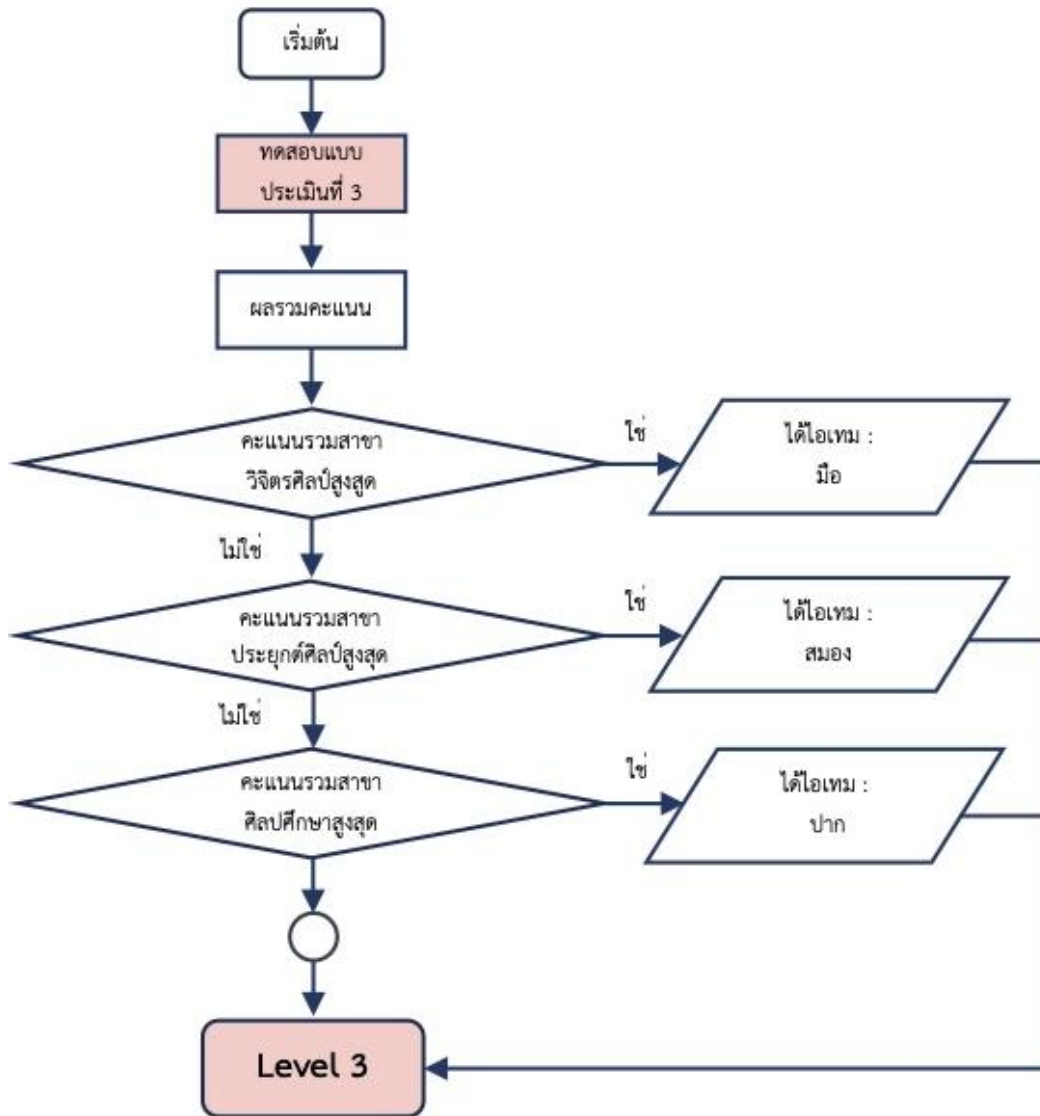 เริ่มต้น
ทดสอบแบบ
ประเมินที่ 3
ผลรวมคะแนน
คะแนนรวมสาขา
วิจิตรศิลป์สูงสูด
ใช่
ได้ไอเทม :
มือ
ไม่ใช่
คะแนนรวมสาขา
ประยุกต์ศิลป์สูงสุด
ใช่
ได้ไอเทม :
สมอง
ไม่ใช่
คะแนนรวมสาขา
ศิลปศึกษาสูงสุด
ใช่
ได้ไอเทม :
ปาก
Level 3